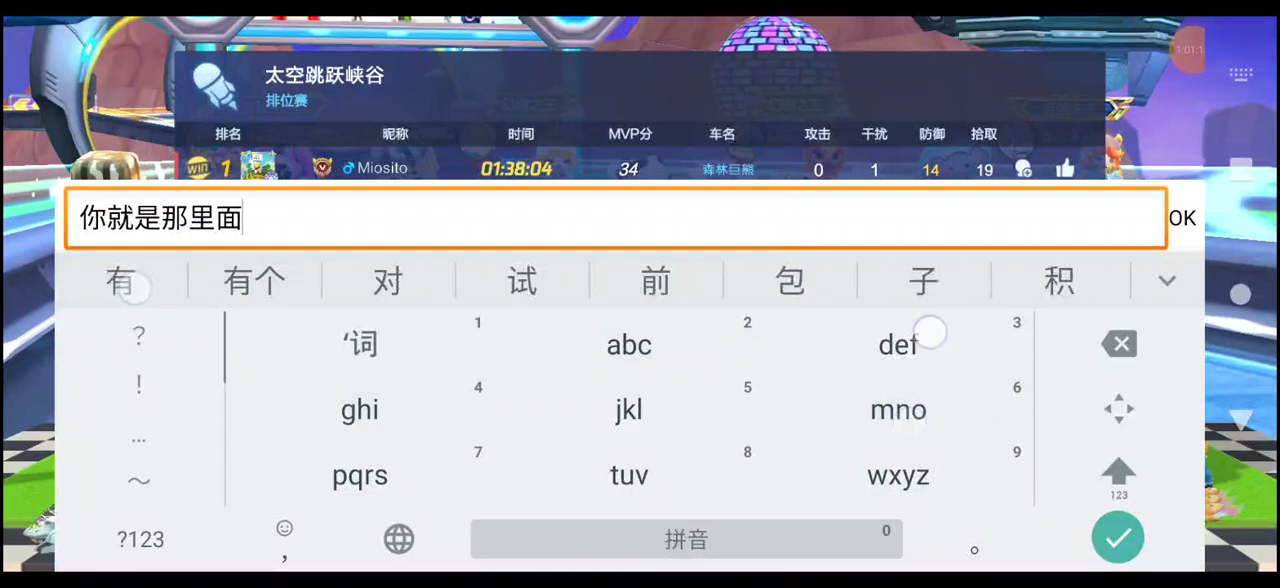 1:01:1
太空跳跃峡谷
排位赛
排名 昵称 时间 MVP分 车名 攻击 干扰 防御 拾取
WIN 1 Miosito 01:38:04 34 森林巨熊 0 1 14 19
你就是那里面 OK
有 有个 对 试 前 包 子 积
? '词 1 abc 2 def 3
! ghi 4 jkl 5 mno 6
… pqrs 7 tuv 8 wxyz 9
～ 123
?123 , 拼音 0 。